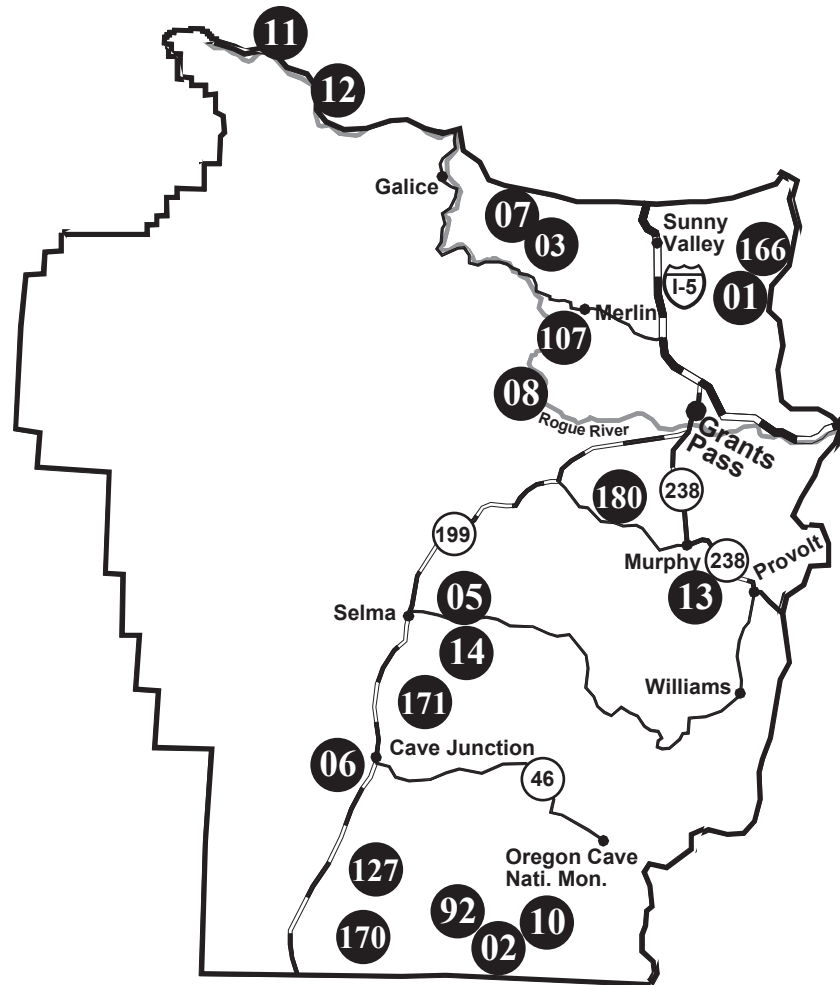 11
12
Galice
07
03
Sunny
Valley
166
I-5
01
Merlin
107
08
Rogue River
Grants
Pass
180
238
199
Murphy
238
Provolt
05
13
Selma
14
Williams
171
Cave Junction
06
46
Oregon Cave
Nati. Mon.
127
92
10
170
02